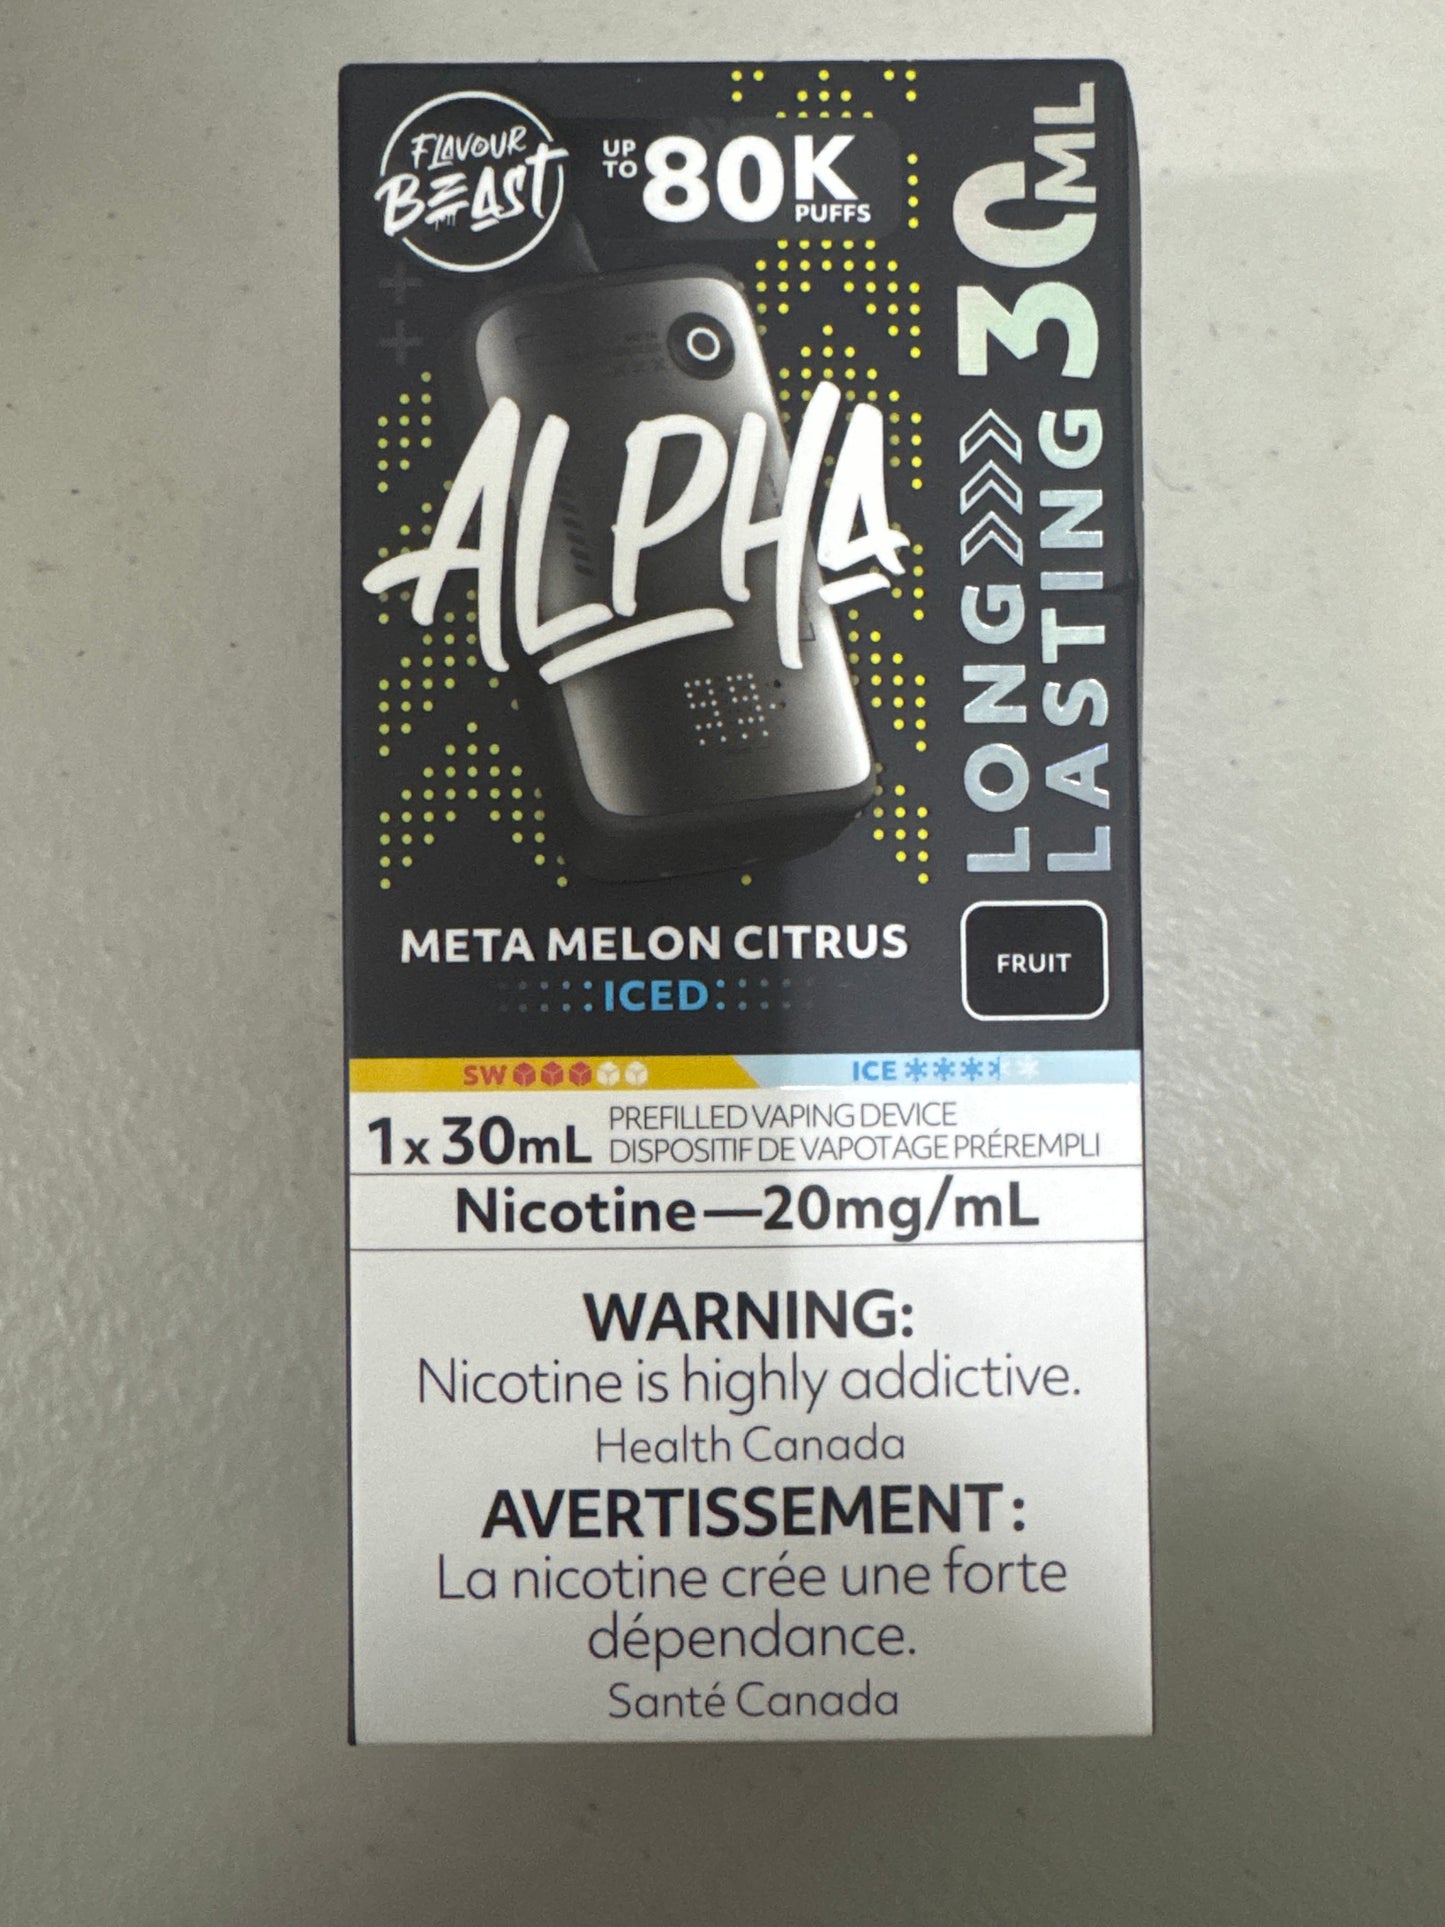 FLAVOUR
BEAST
UP
TO
80K
PUFFS
ALPHA
LONG
LASTING
30ML
META MELON CITRUS
ICED
FRUIT
SW
ICE
1x30mL
PREFILLED VAPING DEVICE
DISPOSITIF DE VAPOTAGE PRÉREMPLI
Nicotine—20mg/mL
WARNING:
Nicotine is highly addictive.
Health Canada
AVERTISSEMENT:
La nicotine crée une forte
dépendance.
Santé Canada